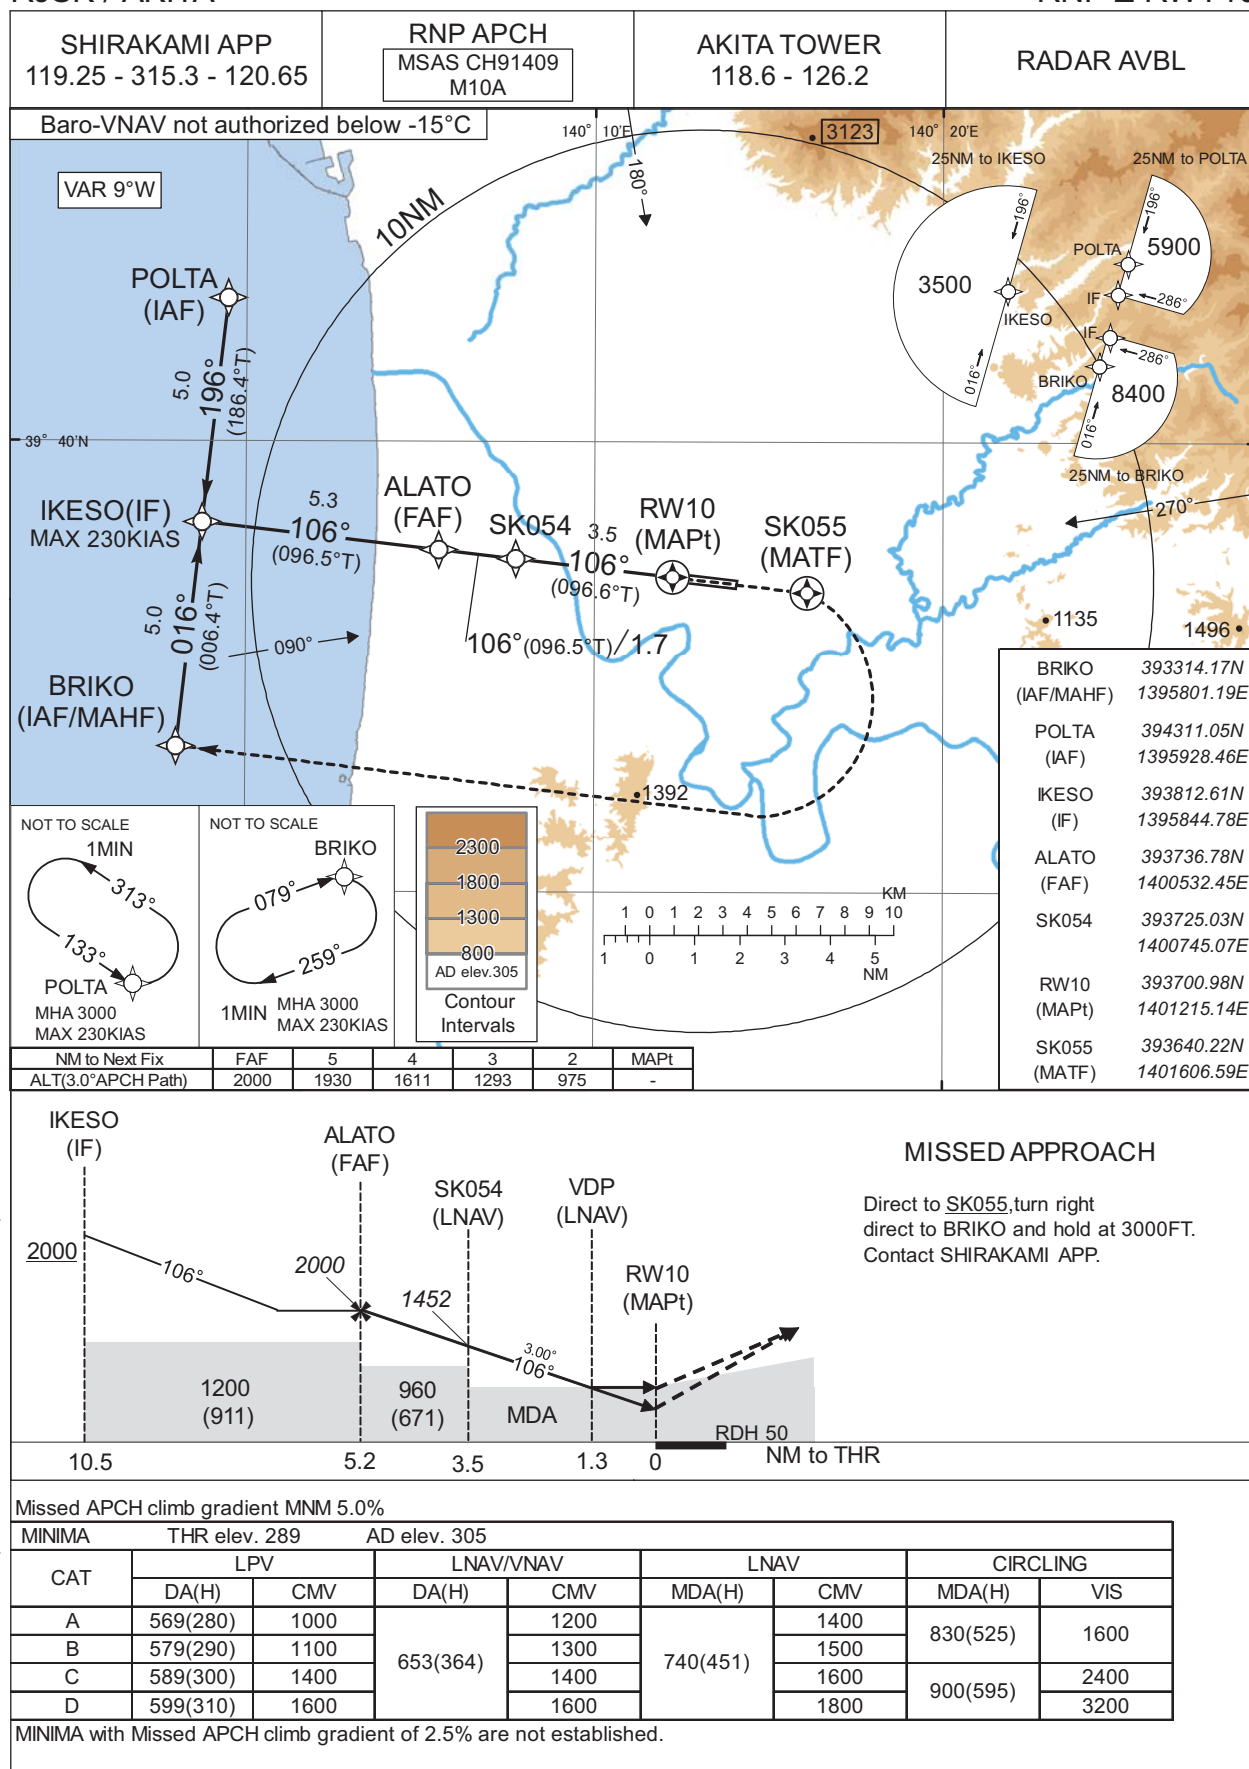 SHIRAKAMI APP
119.25 - 315.3 - 120.65
RNP APCH
MSAS CH91409
M10A
AKITA TOWER
118.6 - 126.2
RADAR AVBL
Baro-VNAV not authorized below -15°C
140° 10'E
140° 20'E
3123
VAR 9°W
180°
10NM
25NM to IKESO
196°
3500
IKESO
016°
25NM to POLTA
196°
POLTA
5900
IF
286°
IF
286°
BRIKO
8400
016°
25NM to BRIKO
POLTA
(IAF)
5.0
196°
(186.4°T)
39° 40'N
IKESO(IF)
MAX 230KIAS
5.3
106°
(096.5°T)
ALATO
(FAF)
SK054
3.5
106°
(096.6°T)
RW10
(MAPt)
SK055
(MATF)
270°
5.0
016°
(006.4°T)
090°
106°(096.5°T)/1.7
1135
1496
BRIKO
(IAF/MAHF)
1392
BRIKO 393314.17N
(IAF/MAHF) 1395801.19E
POLTA 394311.05N
(IAF) 1395928.46E
IKESO 393812.61N
(IF) 1395844.78E
ALATO 393736.78N
(FAF) 1400532.45E
SK054 393725.03N
1400745.07E
RW10 393700.98N
(MAPt) 1401215.14E
SK055 393640.22N
(MATF) 1401606.59E
NOT TO SCALE
1MIN
313°
133°
POLTA
MHA 3000
MAX 230KIAS
NOT TO SCALE
BRIKO
079°
259°
1MIN
MHA 3000
MAX 230KIAS
2300
1800
1300
800
AD elev.305
Contour
Intervals
KM
1 0 1 2 3 4 5 6 7 8 9 10
1 0 1 2 3 4 5
NM
NM to Next Fix FAF 5 4 3 2 MAPt
ALT(3.0°APCH Path) 2000 1930 1611 1293 975 -
IKESO
(IF)
ALATO
(FAF)
SK054
(LNAV)
VDP
(LNAV)
RW10
(MAPt)
2000
106°
2000
1452
3.00°
106°
1200
(911)
960
(671)
MDA
RDH 50
10.5 5.2 3.5 1.3 0 NM to THR
MISSED APPROACH
Direct to SK055,turn right
direct to BRIKO and hold at 3000FT.
Contact SHIRAKAMI APP.
Missed APCH climb gradient MNM 5.0%
MINIMA THR elev. 289 AD elev. 305
CAT LPV LNAV/VNAV LNAV CIRCLING
DA(H) CMV DA(H) CMV MDA(H) CMV MDA(H) VIS
A 569(280) 1000 653(364) 1200 740(451) 1400 830(525) 1600
B 579(290) 1100 1300 1500
C 589(300) 1400 1400 1600 900(595) 2400
D 599(310) 1600 1600 1800 3200
MINIMA with Missed APCH climb gradient of 2.5% are not established.